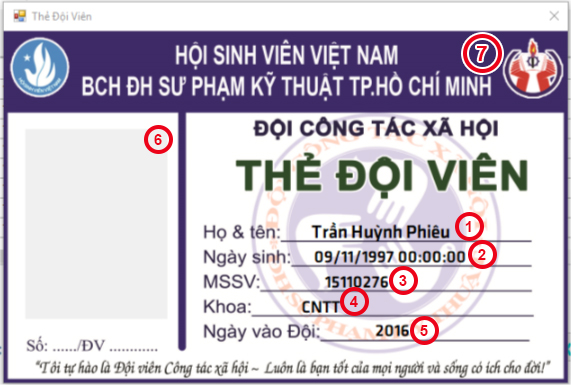 Thẻ Đội Viên
HỘI SINH VIÊN VIỆT NAM
BCH ĐH SƯ PHẠM KỸ THUẬT TP.HỒ CHÍ MINH
7
6
ĐỘI CÔNG TÁC XÃ HỘI
THẺ ĐỘI VIÊN
Họ & tên: Trần Huỳnh Phiêu 1
Ngày sinh: 09/11/1997 00:00:00 2
MSSV: 15110276 3
Khoa: CNTT 4
Ngày vào Đội: 2016 5
Số: ....../ĐV ............
"Tôi tự hào là Đội viên Công tác xã hội ~ Luôn là bạn tốt của mọi người và sống có ích cho đời!"